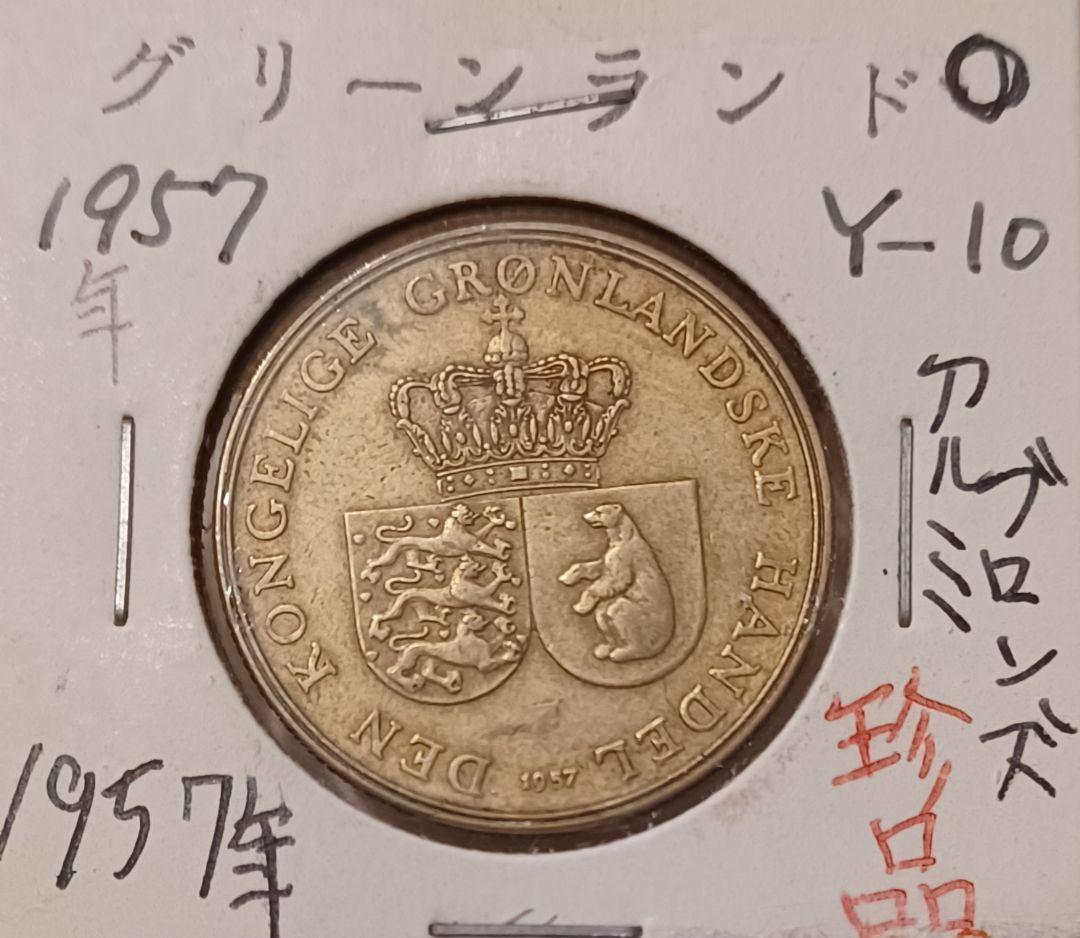 グリーンランド
1957
年
Y-10
アルミ
ブロンズ
DEN KONGELIGE GRØNLANDSKE HANDEL
1957
1957年
珍品